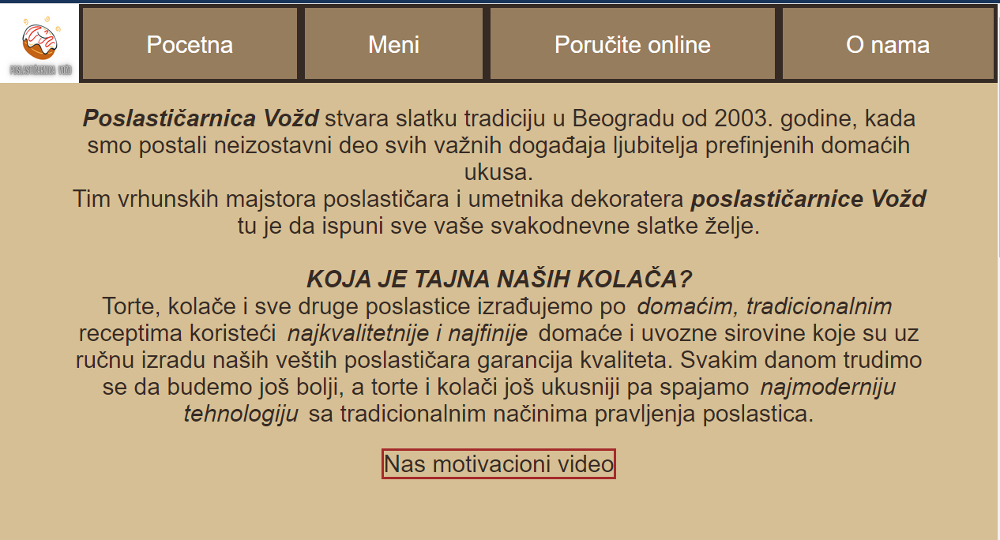 Pocetna
Meni
Poručite online
O nama
POSLASTIČARNICA VOŽD
Poslastičarnica Vožd stvara slatku tradiciju u Beogradu od 2003. godine, kada
smo postali neizostavni deo svih važnih događaja ljubitelja prefinjenih domaćih
ukusa.
Tim vrhunskih majstora poslastičara i umetnika dekoratera poslastičarnice Vožd
tu je da ispuni sve vaše svakodnevne slatke želje.
KOJA JE TAJNA NAŠIH KOLAČA?
Torte, kolače i sve druge poslastice izrađujemo po domaćim, tradicionalnim
receptima koristeći najkvalitetnije i najfinije domaće i uvozne sirovine koje su uz
ručnu izradu naših veštih poslastičara garancija kvaliteta. Svakim danom trudimo
se da budemo još bolji, a torte i kolači još ukusniji pa spajamo najmoderniju
tehnologiju sa tradicionalnim načinima pravljenja poslastica.
Nas motivacioni video